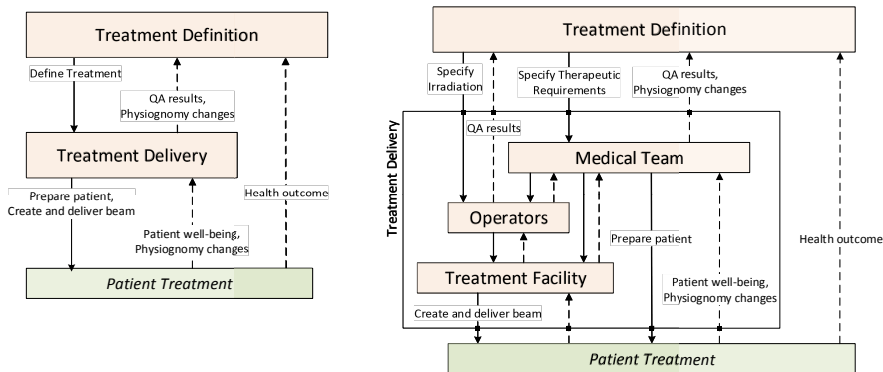 Treatment Definition
Define Treatment
QA results,
Physiognomy changes
Treatment Delivery
Prepare patient,
Create and deliver beam
Health outcome
Patient well-being,
Physiognomy changes
Patient Treatment
Treatment Definition
Specify
Irradiation
Specify Therapeutic
Requirements
QA results,
Physignomy changes
Treatment Delivery
QA results
Medical Team
Operators
Prepare patient
Health outcome
Treatment Facility
Patient well-being,
Physignomy changes
Create and deliver beam
Patient Treatment